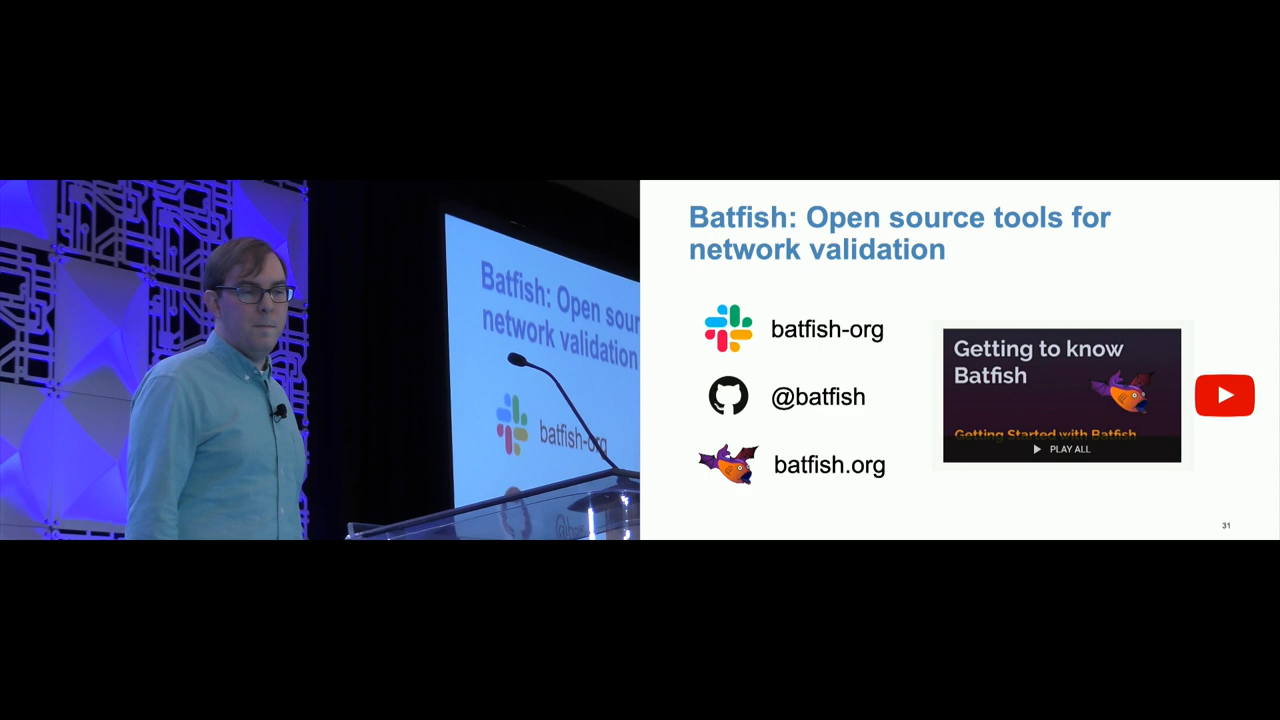 Batfish: Open sour
network validation
batfish-org
Batfish: Open source tools for
network validation
batfish-org
@batfish
batfish.org
Getting to know
Batfish
Getting Started with Batfish
PLAY ALL
31